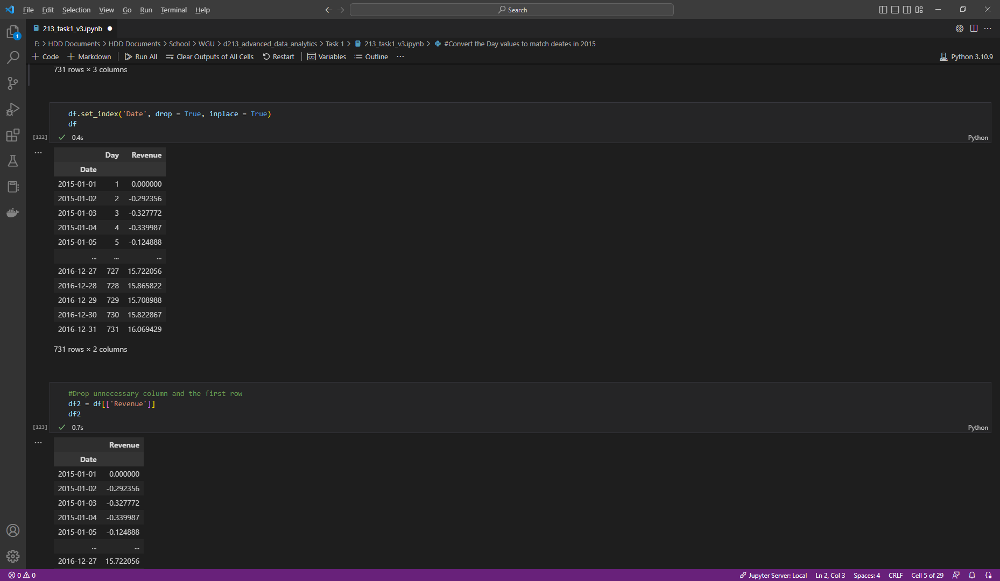 File Edit Selection View Go Run Terminal Help
Search
213_task1_v3.ipynb
1
E: > HDD Documents > HDD Documents > School > WGU > d213_advanced_data_analytics > Task 1 > 213_task1_v3.ipynb > #Convert the Day values to match deates in 2015
+ Code + Markdown | Run All Clear Outputs of All Cells Restart | Variables Outline ...
Python 3.10.9
731 rows × 3 columns
df.set_index('Date', drop = True, inplace = True)
df
[122] 0.4s
Python
...
Day Revenue
Date
2015-01-01 1 0.000000
2015-01-02 2 -0.292356
2015-01-03 3 -0.327772
2015-01-04 4 -0.339987
2015-01-05 5 -0.124888
... ... ...
2016-12-27 727 15.722056
2016-12-28 728 15.865822
2016-12-29 729 15.708988
2016-12-30 730 15.822867
2016-12-31 731 16.069429
731 rows × 2 columns
#Drop unnecessary column and the first row
df2 = df[['Revenue']]
df2
[123] 0.7s
Python
...
Revenue
Date
2015-01-01 0.000000
2015-01-02 -0.292356
2015-01-03 -0.327772
2015-01-04 -0.339987
2015-01-05 -0.124888
... ...
2016-12-27 15.722056
0 0
Jupyter Server: Local Ln 2, Col 3 Spaces: 4 CRLF Cell 5 of 29